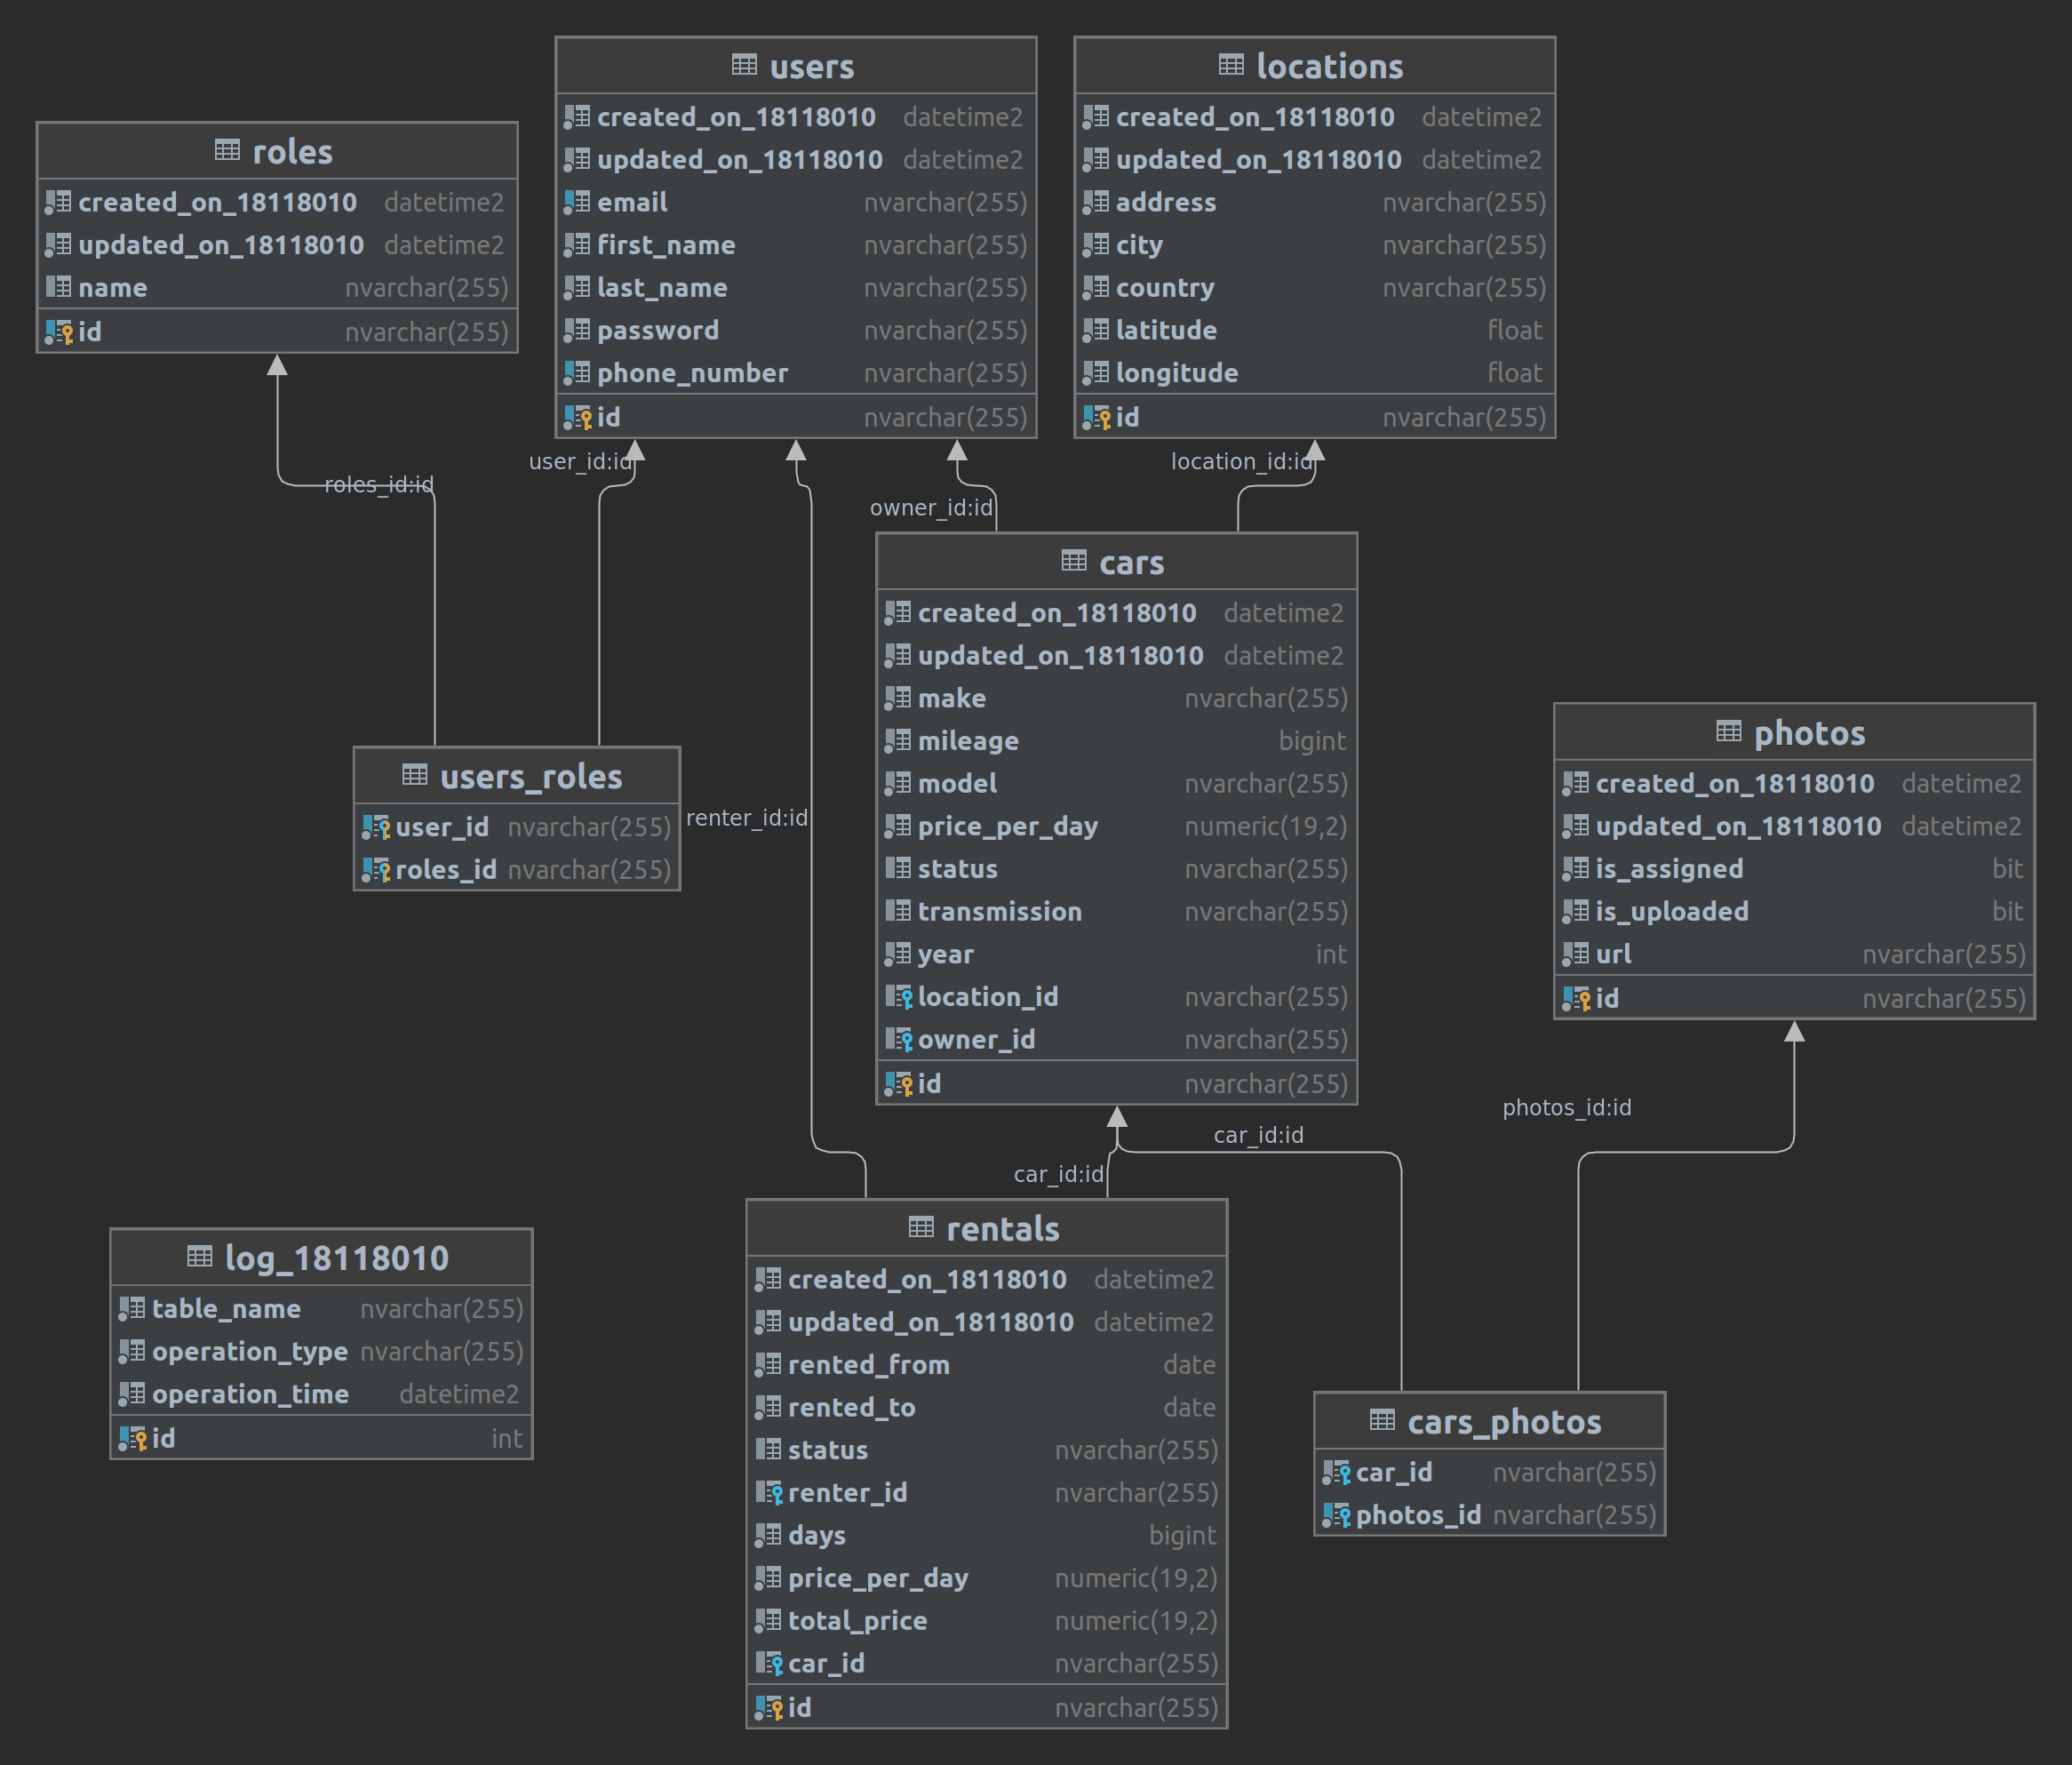 users
created_on_18118010 datetime2
updated_on_18118010 datetime2
email nvarchar(255)
first_name nvarchar(255)
last_name nvarchar(255)
password nvarchar(255)
phone_number nvarchar(255)
id nvarchar(255)
locations
created_on_18118010 datetime2
updated_on_18118010 datetime2
address nvarchar(255)
city nvarchar(255)
country nvarchar(255)
latitude float
longitude float
id nvarchar(255)
roles
created_on_18118010 datetime2
updated_on_18118010 datetime2
name nvarchar(255)
id nvarchar(255)
roles_id:id
user_id:id
owner_id:id
location_id:id
cars
created_on_18118010 datetime2
updated_on_18118010 datetime2
make nvarchar(255)
mileage bigint
model nvarchar(255)
price_per_day numeric(19,2)
status nvarchar(255)
transmission nvarchar(255)
year int
location_id nvarchar(255)
owner_id nvarchar(255)
id nvarchar(255)
users_roles
user_id nvarchar(255)
roles_id nvarchar(255)
renter_id:id
photos
created_on_18118010 datetime2
updated_on_18118010 datetime2
is_assigned bit
is_uploaded bit
url nvarchar(255)
id nvarchar(255)
photos_id:id
car_id:id
car_id:id
log_18118010
table_name nvarchar(255)
operation_type nvarchar(255)
operation_time datetime2
id int
rentals
created_on_18118010 datetime2
updated_on_18118010 datetime2
rented_from date
rented_to date
status nvarchar(255)
renter_id nvarchar(255)
days bigint
price_per_day numeric(19,2)
total_price numeric(19,2)
car_id nvarchar(255)
id nvarchar(255)
cars_photos
car_id nvarchar(255)
photos_id nvarchar(255)